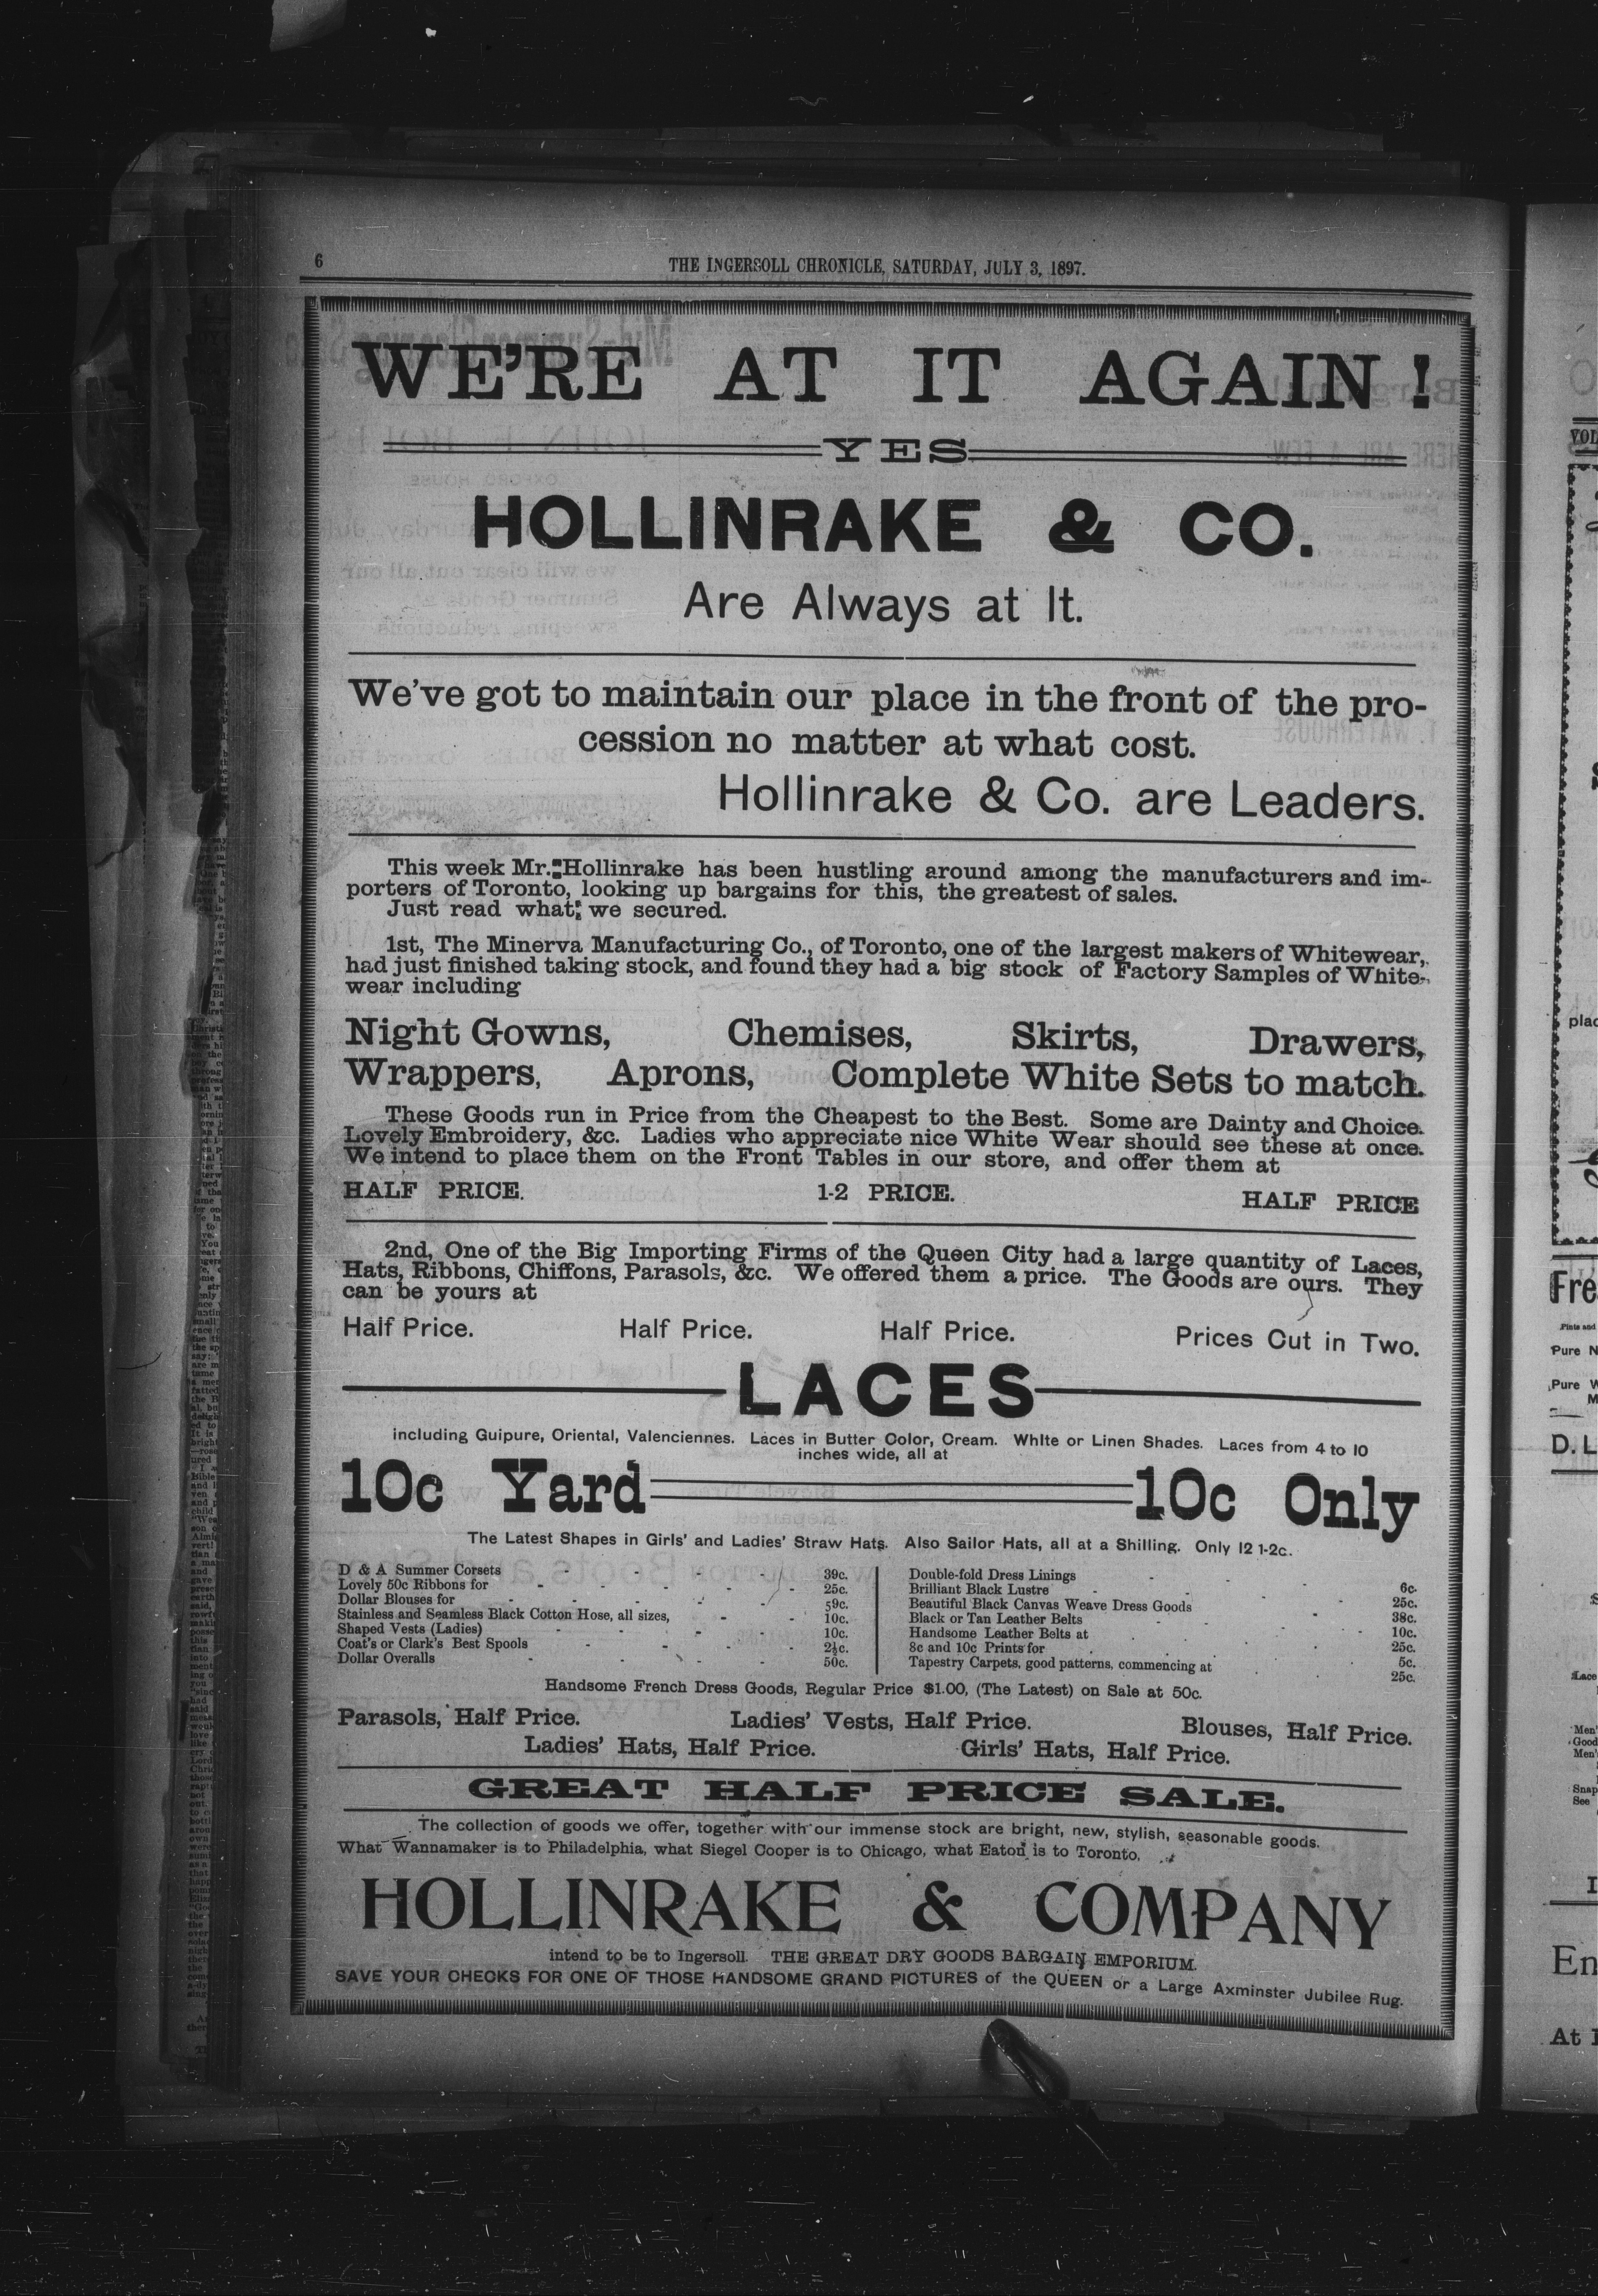 6
THE INGERSOLL CHRONICLE, SATURDAY, JULY 3, 1897.
WE'RE AT IT AGAIN!
YES
HOLLINRAKE & CO.
Are Always at It.
We've got to maintain our place in the front of the pro-
cession no matter at what cost.
Hollinrake & Co. are Leaders.
This week Mr. Hollinrake has been hustling around among the manufacturers and im-
porters of Toronto, looking up bargains for this, the greatest of sales.
Just read what we secured.
1st, The Minerva Manufacturing Co., of Toronto, one of the largest makers of Whitewear,
had just finished taking stock, and found they had a big stock of Factory Samples of White-
wear including
Night Gowns, Chemises, Skirts, Drawers,
Wrappers, Aprons, Complete White Sets to match.
These Goods run in Price from the Cheapest to the Best. Some are Dainty and Choice.
Lovely Embroidery, &c. Ladies who appreciate nice White Wear should see these at once.
We intend to place them on the Front Tables in our store, and offer them at
HALF PRICE. 1-2 PRICE. HALF PRICE
2nd, One of the Big Importing Firms of the Queen City had a large quantity of Laces,
Hats, Ribbons, Chiffons, Parasols, &c. We offered them a price. The Goods are ours. They
can be yours at
Half Price. Half Price. Half Price. Prices Cut in Two.
LACES
including Guipure, Oriental, Valenciennes. Laces in Butter Color, Cream. White or Linen Shades. Laces from 4 to 10
inches wide, all at
10c Yard 10c Only
The Latest Shapes in Girls' and Ladies' Straw Hats. Also Sailor Hats, all at a Shilling. Only 12 1-2c.
D & A Summer Corsets - - - - 39c.
Lovely 50c Ribbons for - - - - - 25c.
Dollar Blouses for - - - - 59c.
Stainless and Seamless Black Cotton Hose, all sizes, - - 10c.
Shaped Vests (Ladies) - - - - 10c.
Coat's or Clark's Best Spools - - - - 2½c.
Dollar Overalls - - - - 50c.
Double-fold Dress Linings - - - 6c.
Brilliant Black Lustre - - - 25c.
Beautiful Black Canvas Weave Dress Goods - - 38c.
Black or Tan Leather Belts - - 10c.
Handsome Leather Belts at - - - 25c.
8c and 10c Prints for - - - 5c.
Tapestry Carpets, good patterns, commencing at - - 25c.
Handsome French Dress Goods, Regular Price $1.00, (The Latest) on Sale at 50c.
Parasols, Half Price. Ladies' Vests, Half Price. Blouses, Half Price.
Ladies' Hats, Half Price. Girls' Hats, Half Price.
GREAT HALF PRICE SALE.
The collection of goods we offer, together with our immense stock are bright, new, stylish, seasonable goods.
What Wannamaker is to Philadelphia, what Siegel Cooper is to Chicago, what Eaton is to Toronto,
HOLLINRAKE & COMPANY
intend to be to Ingersoll. THE GREAT DRY GOODS BARGAIN EMPORIUM.
SAVE YOUR CHECKS FOR ONE OF THOSE HANDSOME GRAND PICTURES of the QUEEN or a Large Axminster Jubilee Rug.
VOL
plac
Fre
Pints and
Pure N
Pure W
M
D. L
Lace
Men'
Good
Men'
Snap
See
En
At